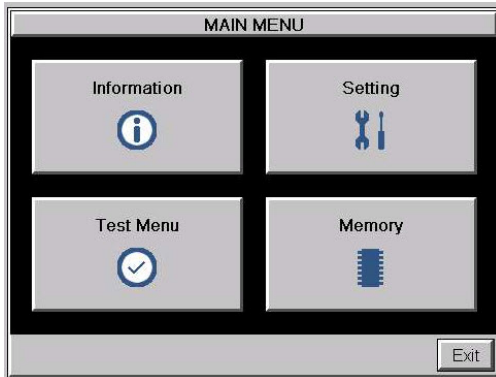 MAIN MENU
Information
Setting
Test Menu
Memory
Exit